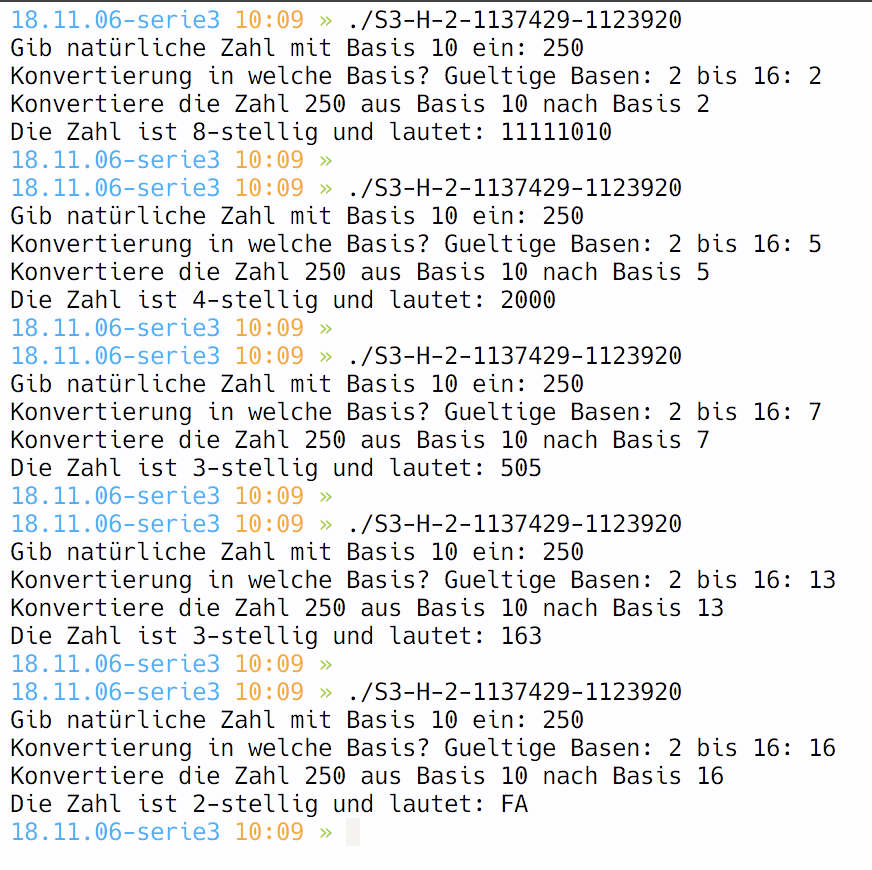 18.11.06-serie3 10:09 » ./S3-H-2-1137429-1123920
Gib natürliche Zahl mit Basis 10 ein: 250
Konvertierung in welche Basis? Gueltige Basen: 2 bis 16: 2
Konvertiere die Zahl 250 aus Basis 10 nach Basis 2
Die Zahl ist 8-stellig und lautet: 11111010
18.11.06-serie3 10:09 »
18.11.06-serie3 10:09 » ./S3-H-2-1137429-1123920
Gib natürliche Zahl mit Basis 10 ein: 250
Konvertierung in welche Basis? Gueltige Basen: 2 bis 16: 5
Konvertiere die Zahl 250 aus Basis 10 nach Basis 5
Die Zahl ist 4-stellig und lautet: 2000
18.11.06-serie3 10:09 »
18.11.06-serie3 10:09 » ./S3-H-2-1137429-1123920
Gib natürliche Zahl mit Basis 10 ein: 250
Konvertierung in welche Basis? Gueltige Basen: 2 bis 16: 7
Konvertiere die Zahl 250 aus Basis 10 nach Basis 7
Die Zahl ist 3-stellig und lautet: 505
18.11.06-serie3 10:09 »
18.11.06-serie3 10:09 » ./S3-H-2-1137429-1123920
Gib natürliche Zahl mit Basis 10 ein: 250
Konvertierung in welche Basis? Gueltige Basen: 2 bis 16: 13
Konvertiere die Zahl 250 aus Basis 10 nach Basis 13
Die Zahl ist 3-stellig und lautet: 163
18.11.06-serie3 10:09 »
18.11.06-serie3 10:09 » ./S3-H-2-1137429-1123920
Gib natürliche Zahl mit Basis 10 ein: 250
Konvertierung in welche Basis? Gueltige Basen: 2 bis 16: 16
Konvertiere die Zahl 250 aus Basis 10 nach Basis 16
Die Zahl ist 2-stellig und lautet: FA
18.11.06-serie3 10:09 »